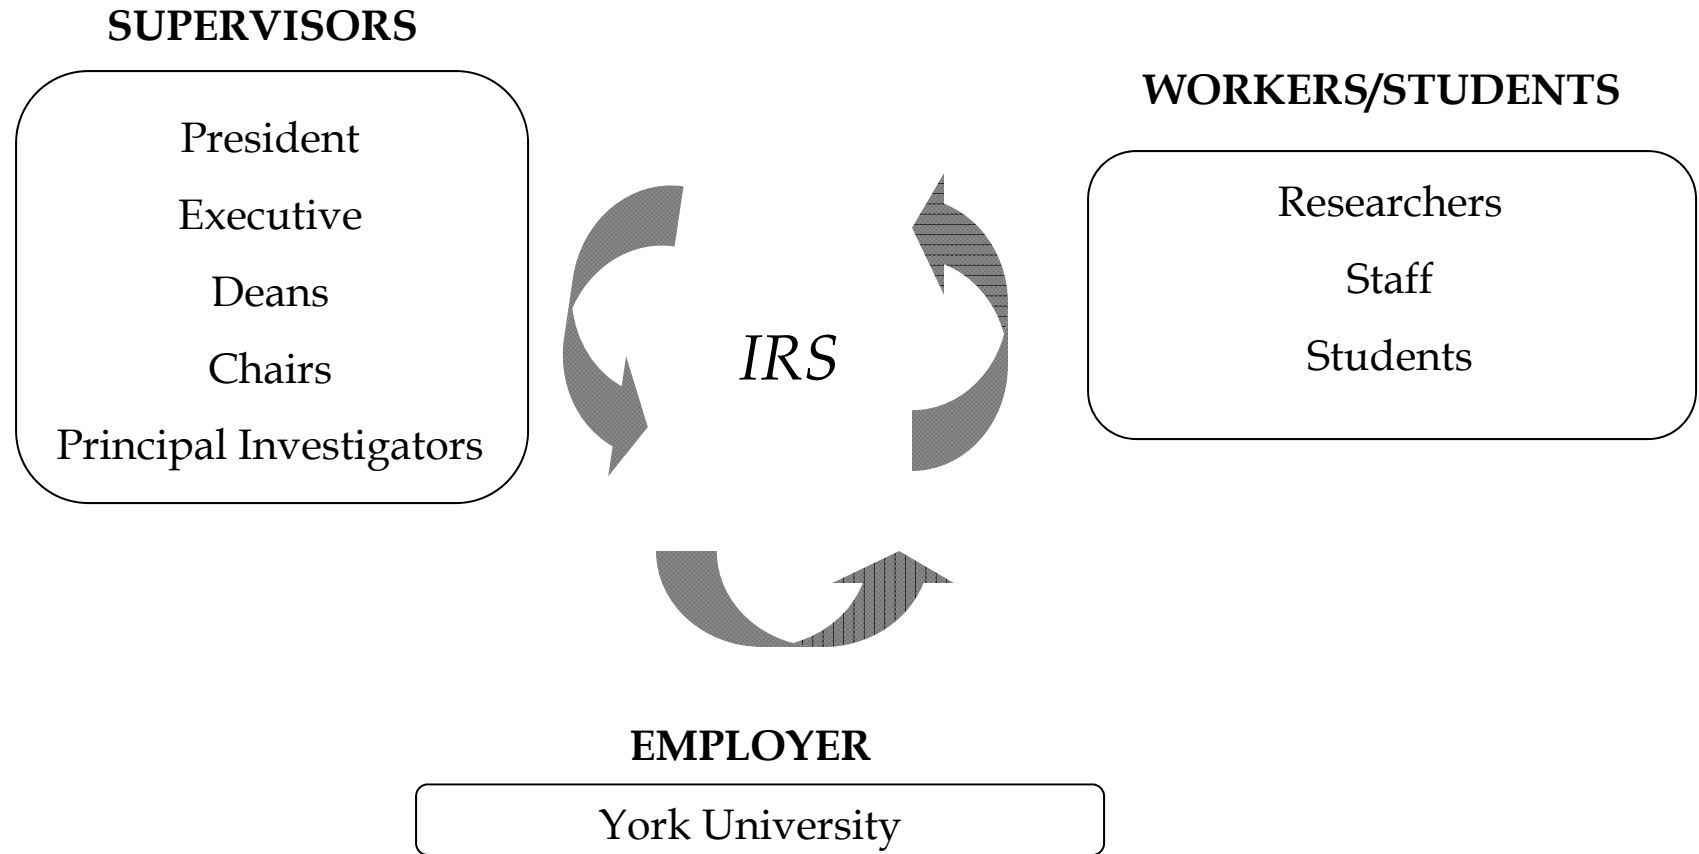 SUPERVISORS
President
Executive
Deans
Chairs
Principal Investigators
IRS
WORKERS/STUDENTS
Researchers
Staff
Students
EMPLOYER
York University